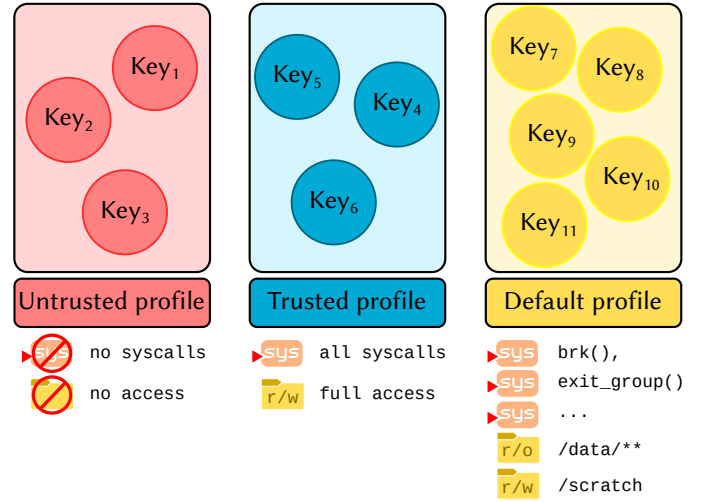 Key1
Key2
Key3
Untrusted profile
sys no syscalls
no access
Key5
Key4
Key6
Trusted profile
sys all syscalls
r/w full access
Key7
Key8
Key9
Key10
Key11
Default profile
sys brk(),
sys exit_group()
sys ...
r/o /data/**
r/w /scratch